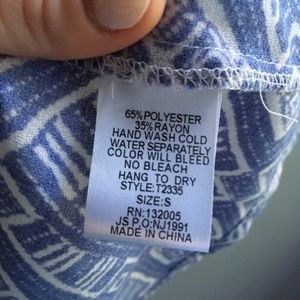 65%POLYESTER
35%RAYON
HAND WASH COLD
WATER SEPARATELY
COLOR WILL BLEED
NO BLEACH
HANG TO DRY
STYLE:T2335
SIZE:S
RN:132005
JS P.O:NJ1991
MADE IN CHINA